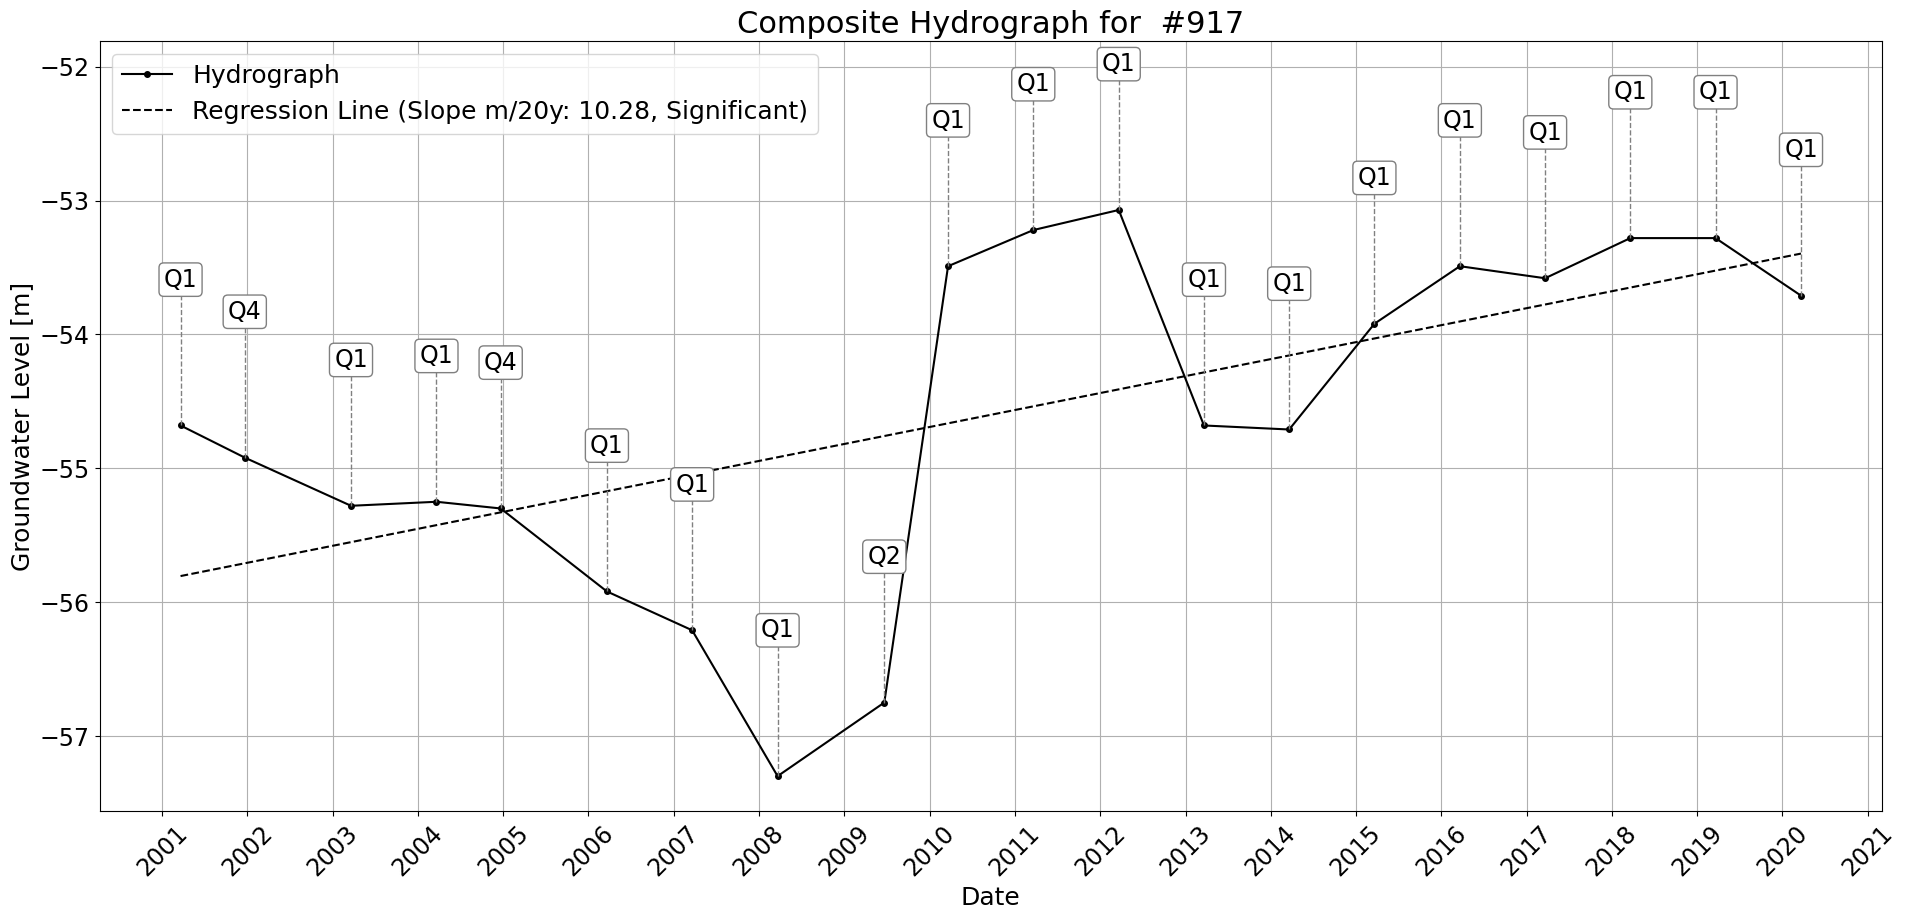 Composite Hydrograph for  #917
Hydrograph
Regression Line (Slope m/20y: 10.28, Significant)
Groundwater Level [m]
−52
−53
−54
−55
−56
−57
Q1
Q4
Q1
Q1
Q4
Q1
Q1
Q1
Q2
Q1
Q1
Q1
Q1
Q1
Q1
Q1
Q1
Q1
Q1
Q1
2001
2002
2003
2004
2005
2006
2007
2008
2009
2010
2011
2012
2013
2014
2015
2016
2017
2018
2019
2020
2021
Date